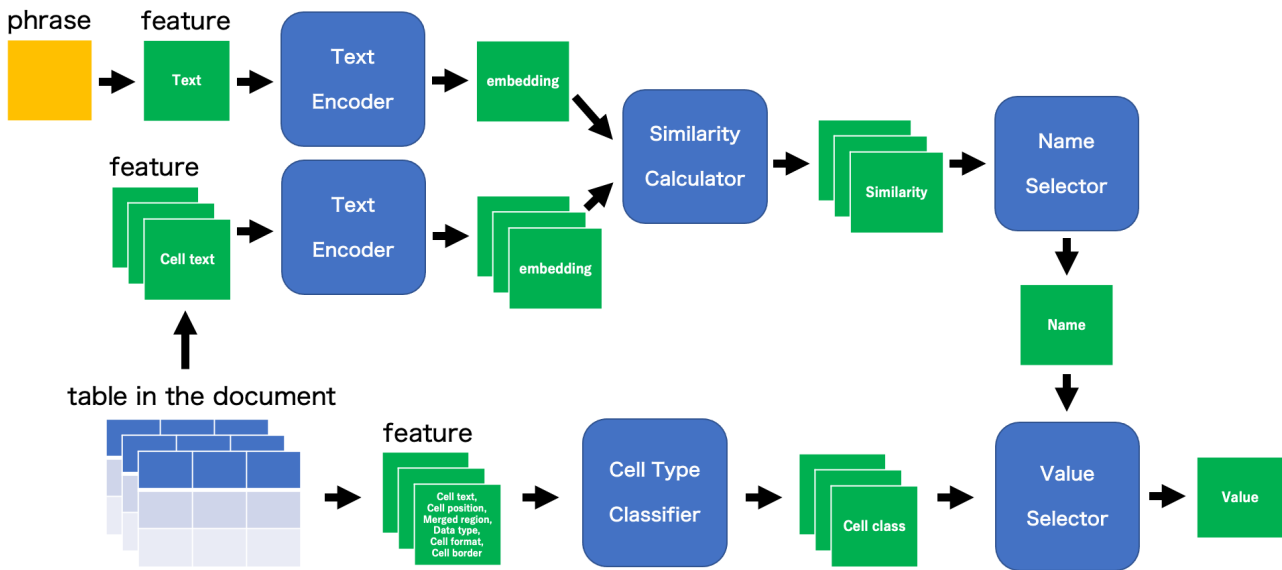 phrase
feature
Text
Text
Encoder
embedding
feature
Cell text
Text
Encoder
embedding
Similarity
Calculator
Similarity
Name
Selector
Name
table in the document
feature
Cell text,
Cell position,
Merged region,
Data type,
Cell format,
Cell border
Cell Type
Classifier
Cell class
Value
Selector
Value